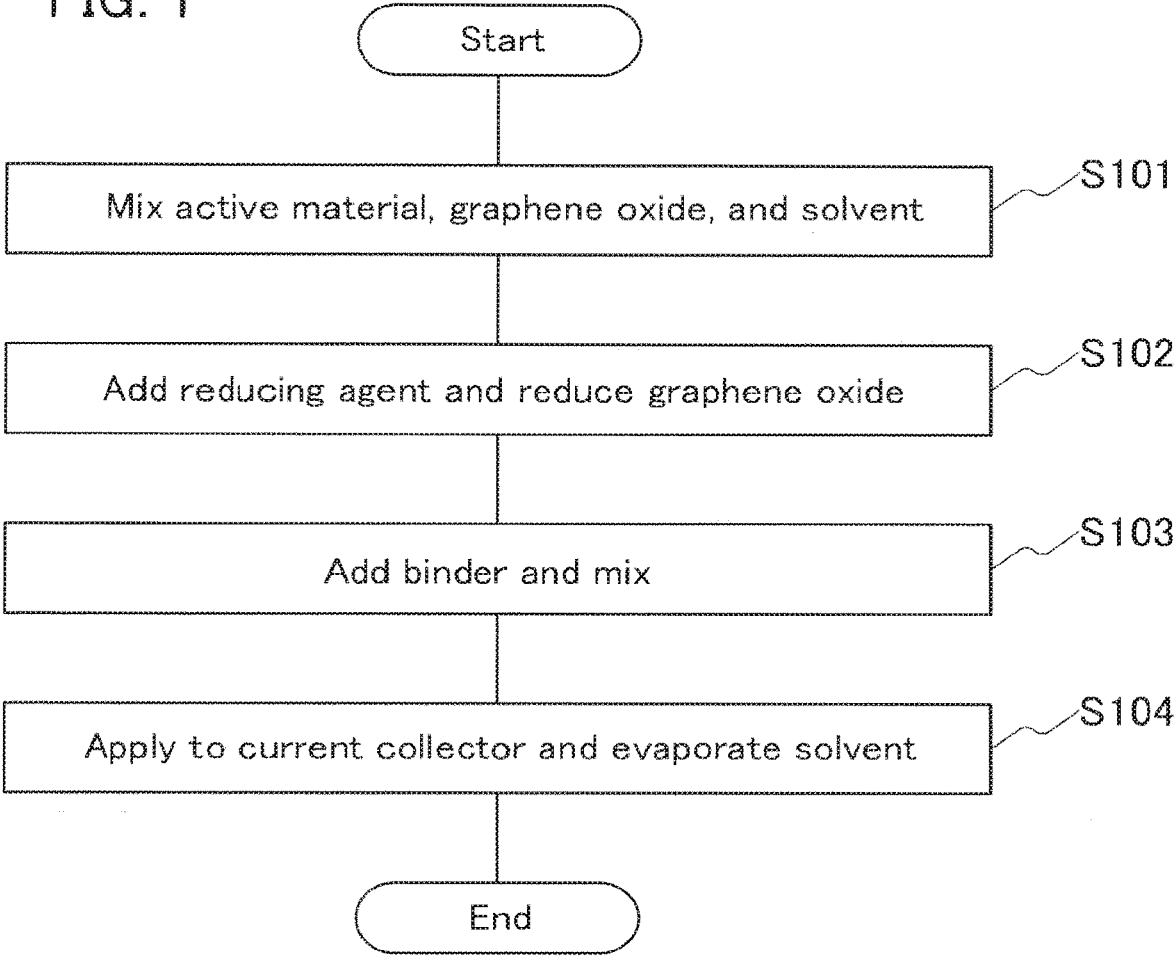 FIG. 1
Start
Mix active material, graphene oxide, and solvent
S101
Add reducing agent and reduce graphene oxide
S102
Add binder and mix
S103
Apply to current collector and evaporate solvent
S104
End